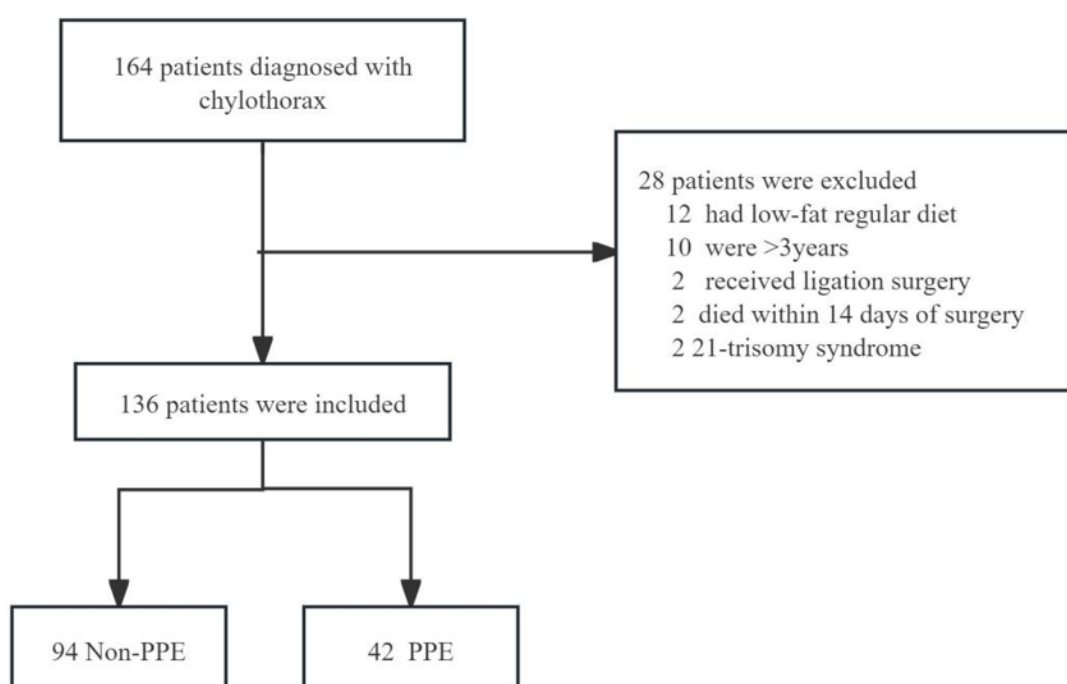 164 patients diagnosed with
chylothorax
28 patients were excluded
12 had low-fat regular diet
10 were >3years
2 received ligation surgery
2 died within 14 days of surgery
2 21-trisomy syndrome
136 patients were included
94 Non-PPE
42 PPE